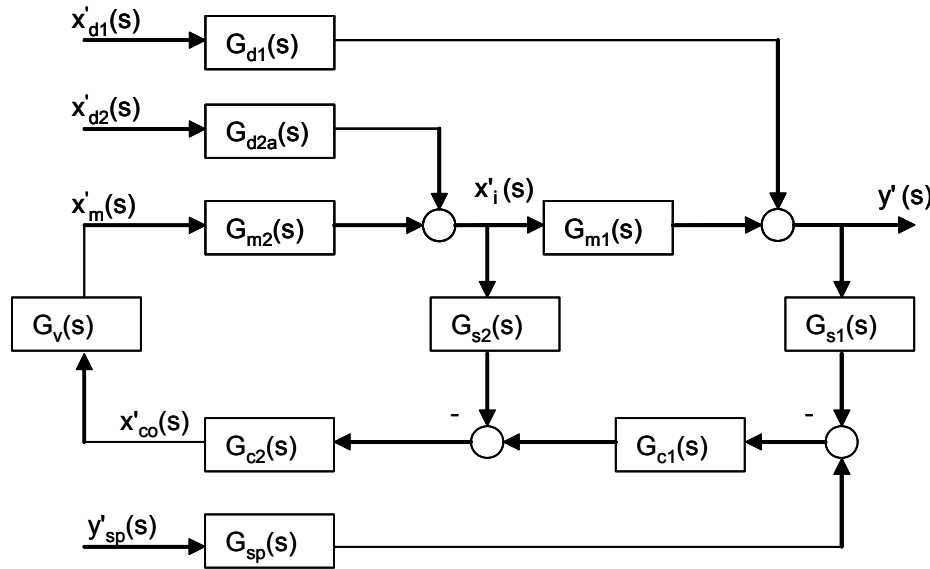 x'd1(s)
Gd1(s)
x'd2(s)
Gd2a(s)
x'm(s)
Gm2(s)
x'i (s)
Gm1(s)
y' (s)
Gv(s)
Gs2(s)
Gs1(s)
-
-
x'co(s)
Gc2(s)
Gc1(s)
y'sp(s)
Gsp(s)